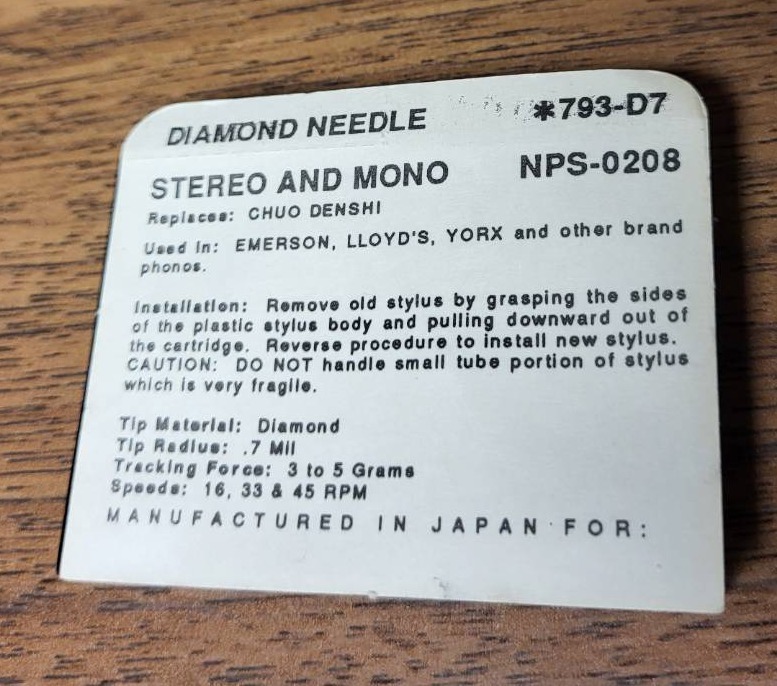 DIAMOND NEEDLE *793-D7
STEREO AND MONO NPS-0208
Replaces: CHUO DENSHI
Used in: EMERSON, LLOYD'S, YORX and other brand
phonos.
Installation: Remove old stylus by grasping the sides
of the plastic stylus body and pulling downward out of
the cartridge. Reverse procedure to install new stylus.
CAUTION: DO NOT handle small tube portion of stylus
which is very fragile.
Tip Material: Diamond
Tip Radius: .7 Mil
Tracking Force: 3 to 5 Grams
Speeds: 16, 33 & 45 RPM
MANUFACTURED IN JAPAN FOR: